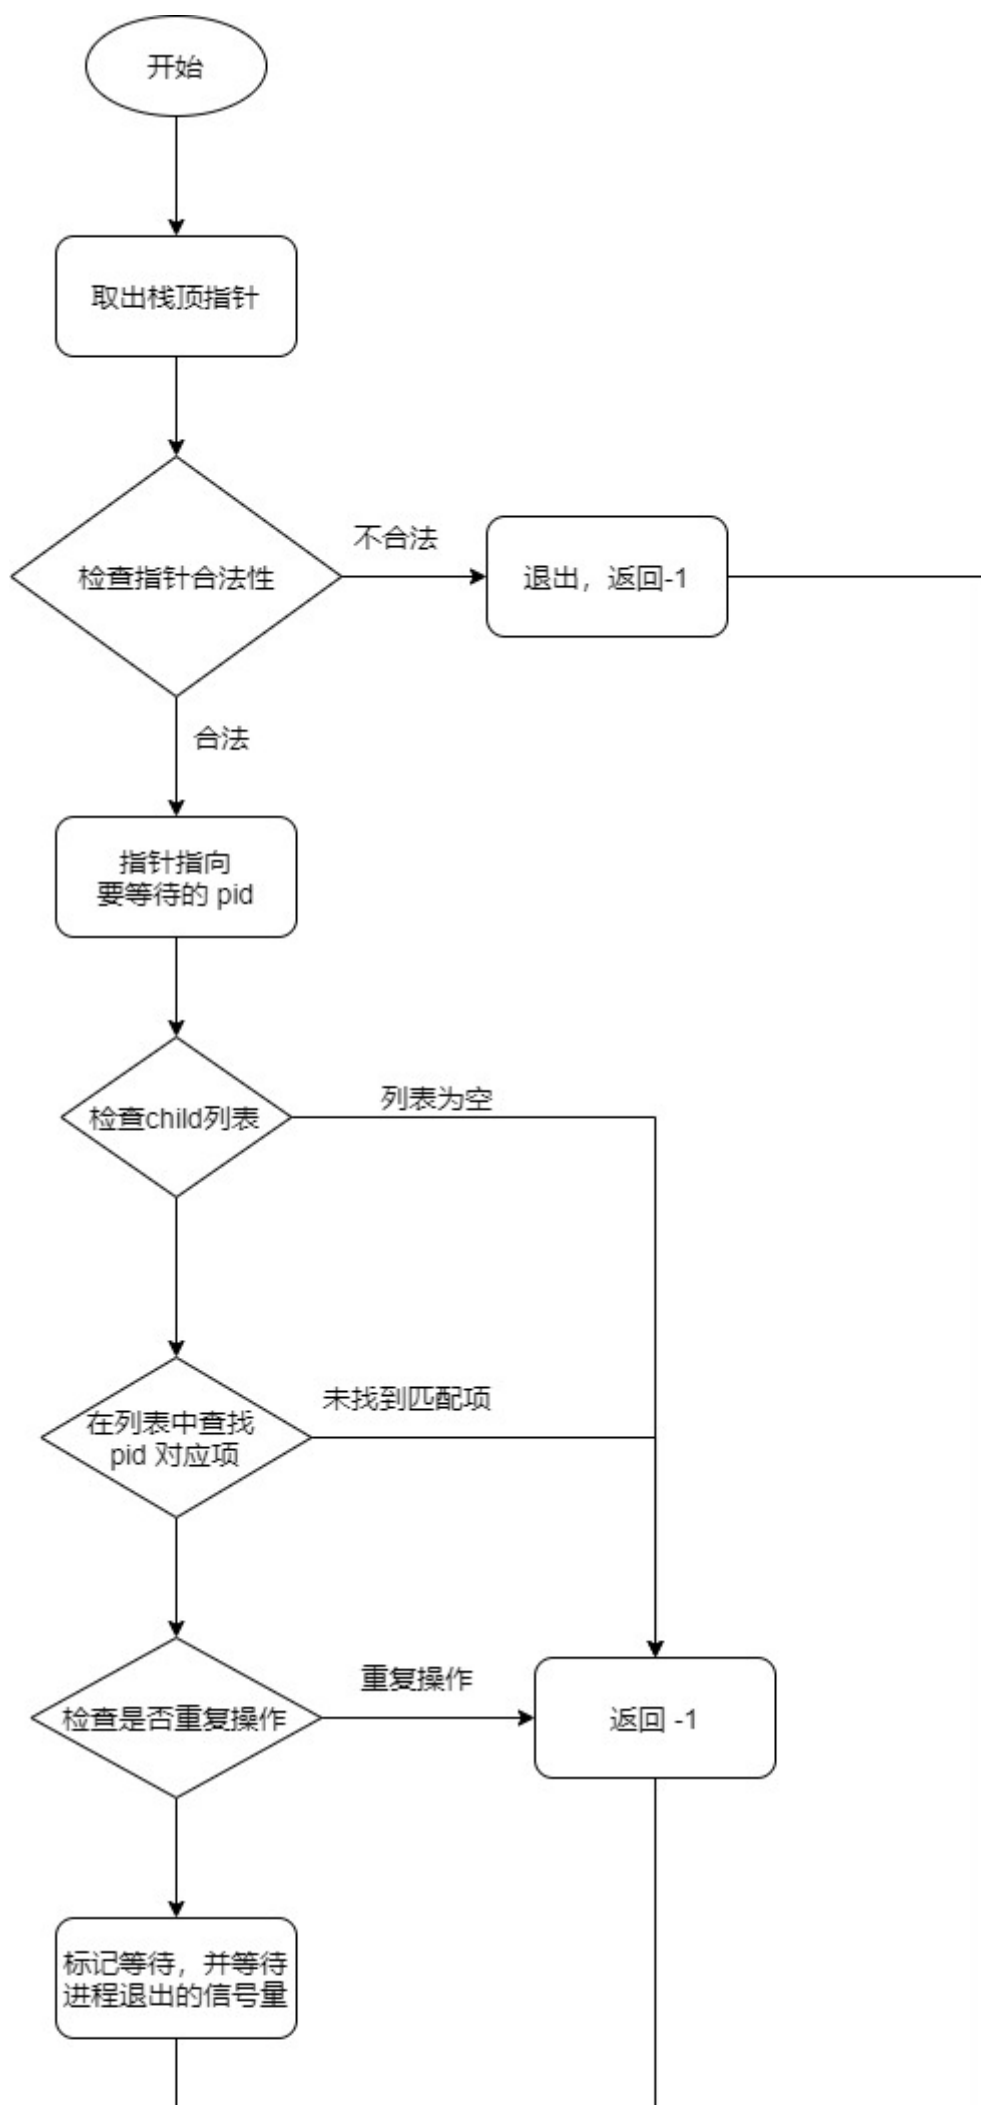 开始
取出栈顶指针
检查指针合法性
不合法
退出，返回-1
合法
指针指向
要等待的 pid
检查child列表
列表为空
在列表中查找
pid 对应项
未找到匹配项
检查是否重复操作
重复操作
返回 -1
标记等待，并等待
进程退出的信号量